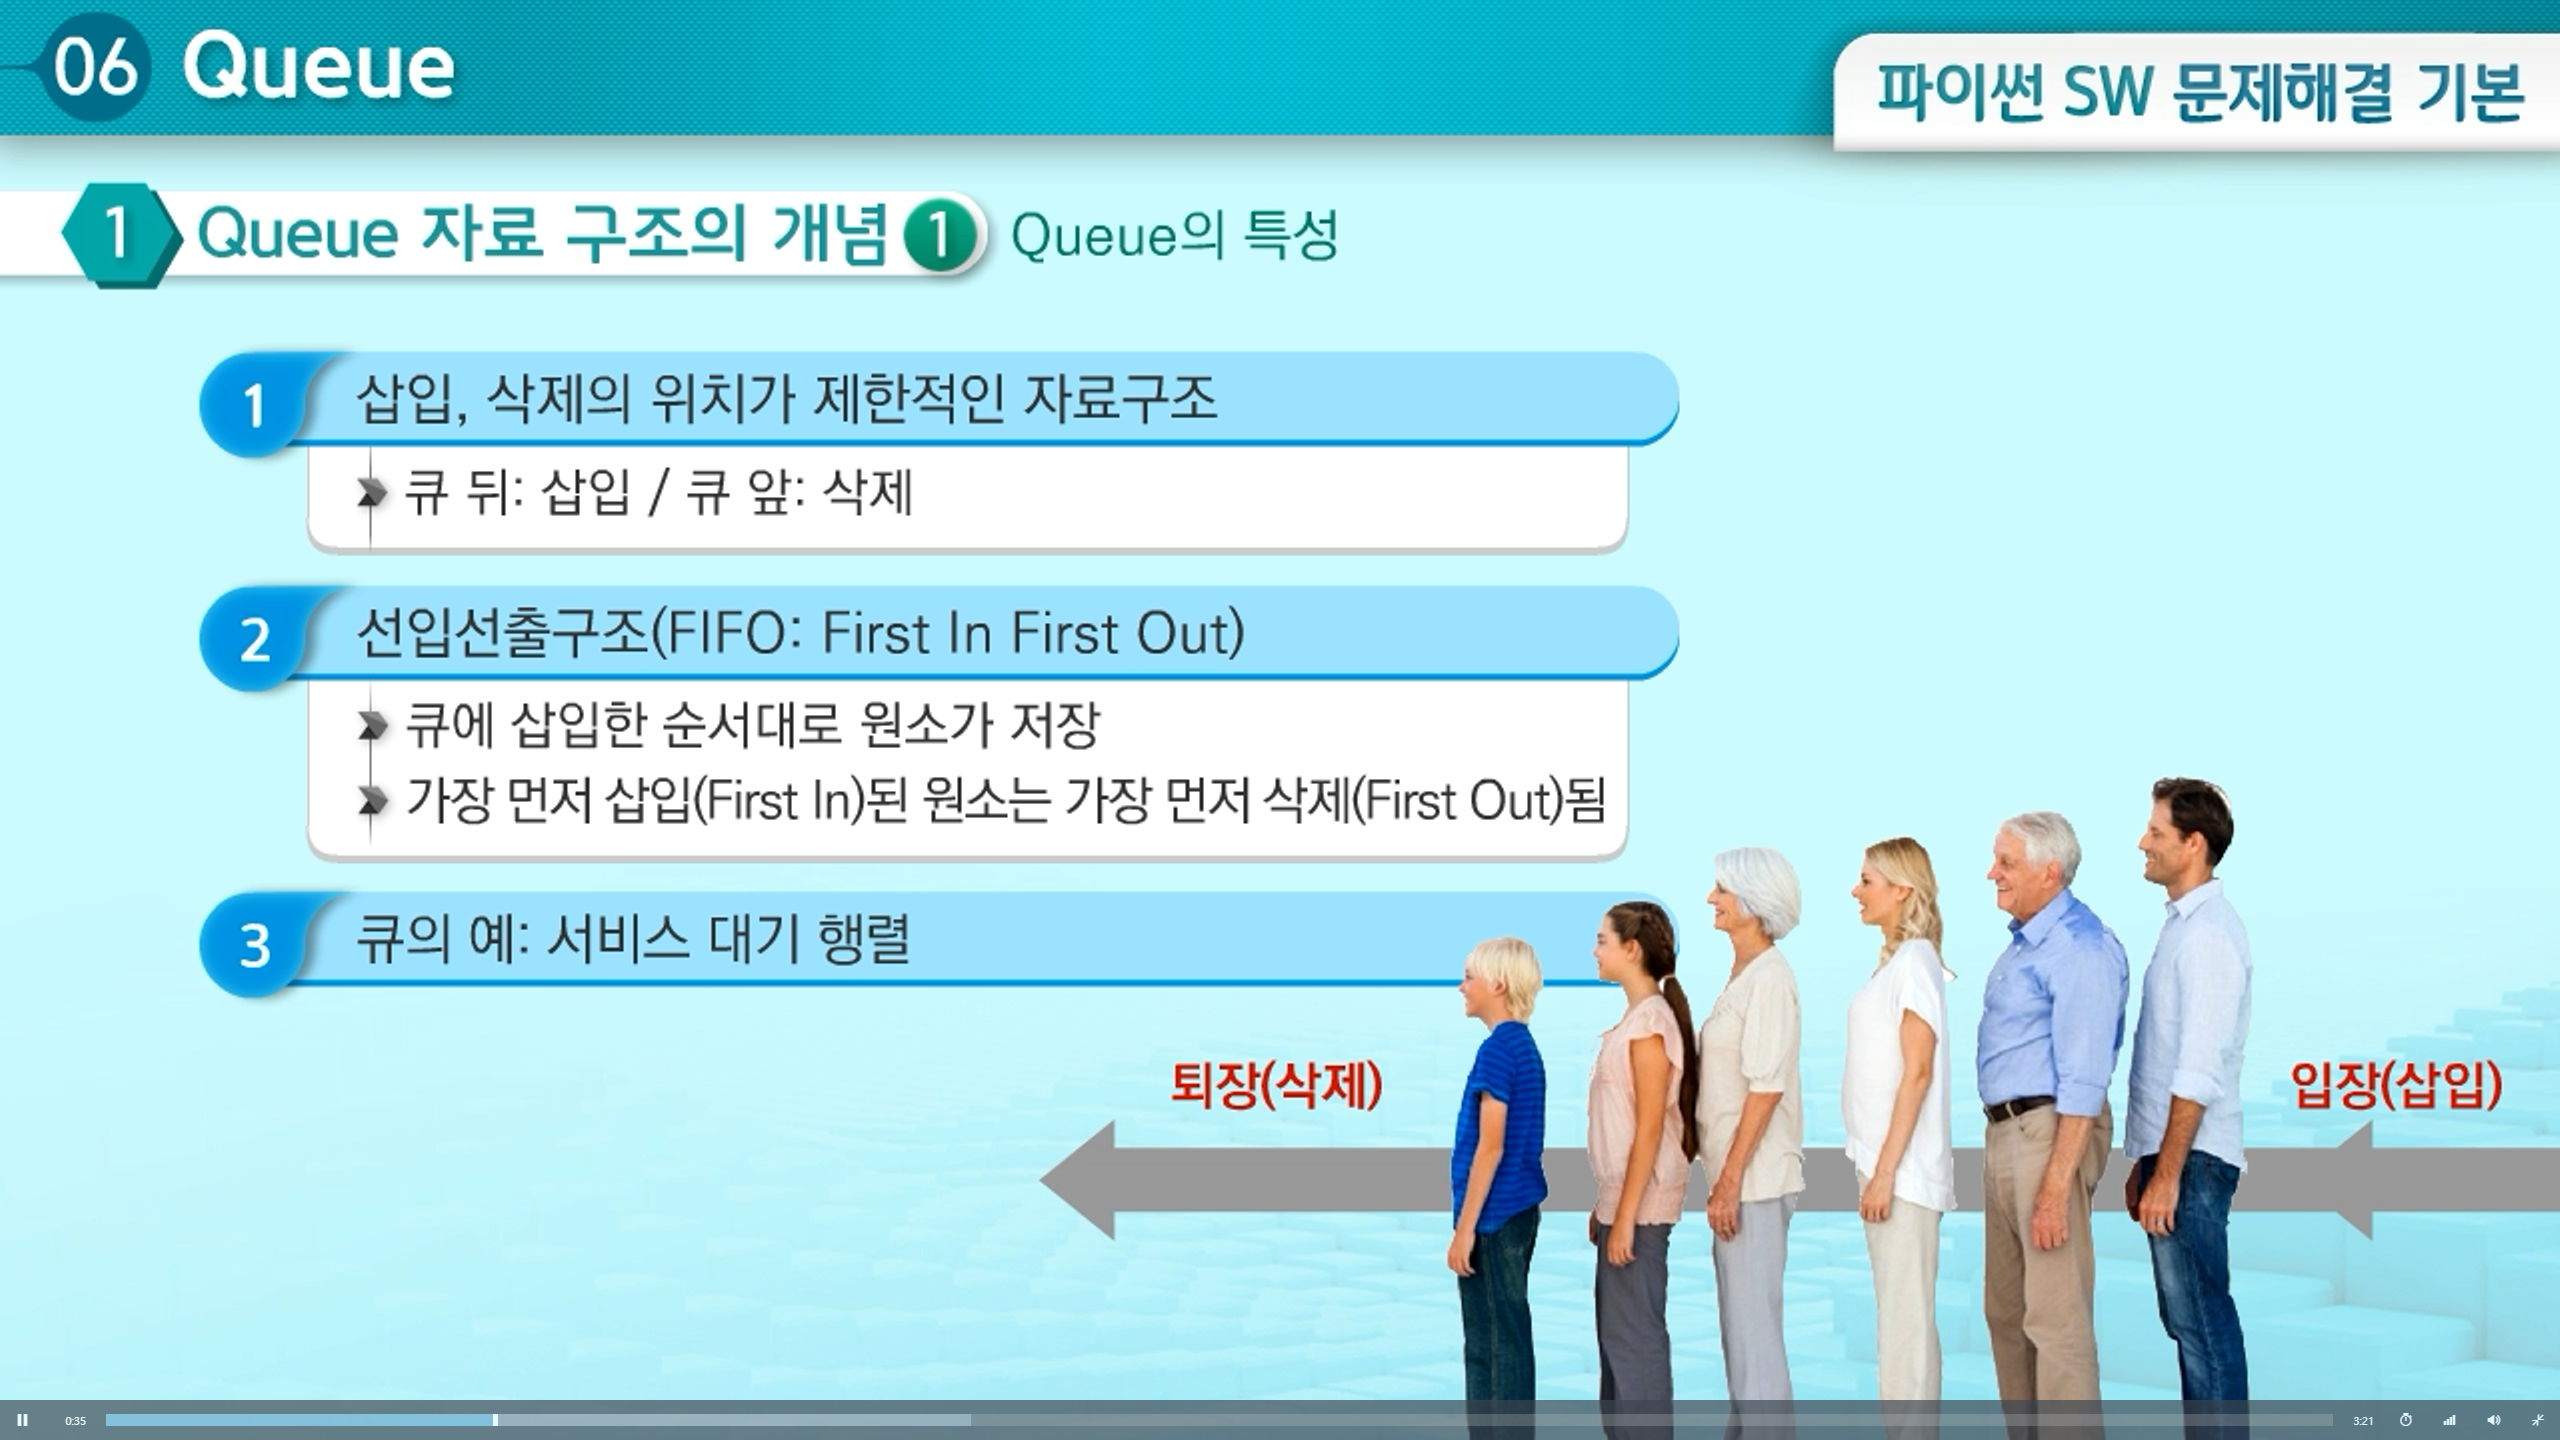 06 Queue
파이썬 SW 문제해결 기본
1 Queue 자료 구조의 개념 1 Queue의 특성
1 삽입, 삭제의 위치가 제한적인 자료구조
큐 뒤: 삽입 / 큐 앞: 삭제
2 선입선출구조(FIFO: First In First Out)
큐에 삽입한 순서대로 원소가 저장
가장 먼저 삽입(First In)된 원소는 가장 먼저 삭제(First Out)됨
3 큐의 예: 서비스 대기 행렬
퇴장(삭제)
입장(삽입)
0:35
3:21